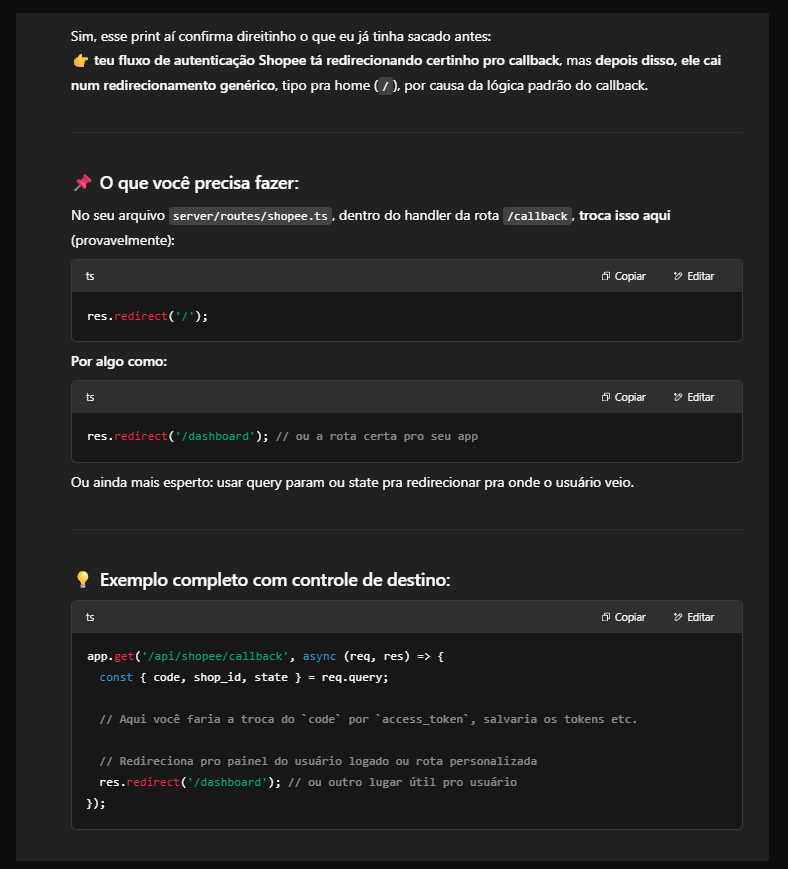 Sim, esse print aí confirma direitinho o que eu já tinha sacado antes:
👉 teu fluxo de autenticação Shopee tá redirecionando certinho pro callback, mas depois disso, ele cai
num redirecionamento genérico, tipo pra home ( / ), por causa da lógica padrão do callback.
📌 O que você precisa fazer:
No seu arquivo server/routes/shopee.ts , dentro do handler da rota /callback , troca isso aqui
(provavelmente):
ts Copiar Editar
res.redirect('/');
Por algo como:
ts Copiar Editar
res.redirect('/dashboard'); // ou a rota certa pro seu app
Ou ainda mais esperto: usar query param ou state pra redirecionar pra onde o usuário veio.
💡 Exemplo completo com controle de destino:
ts Copiar Editar
app.get('/api/shopee/callback', async (req, res) => {
  const { code, shop_id, state } = req.query;
  // Aqui você faria a troca do `code` por `access_token`, salvaria os tokens etc.
  // Redireciona pro painel do usuário logado ou rota personalizada
  res.redirect('/dashboard'); // ou outro lugar útil pro usuário
});